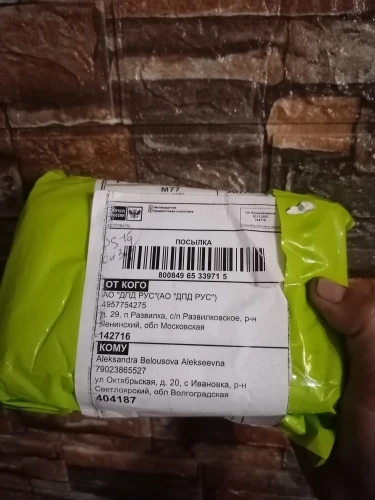 М77
ПОСЫЛКА
800849 65 33971 5
ОТ КОГО
АО "ДПД РУС"(АО "ДПД РУС")
4957754275
д. 29, п Развилка, с/п Развилковское, р-н
Ленинский, обл Московская
142716
КОМУ
Aleksandra Belousova Alekseevna
79023865527
ул Октябрьская, д. 20, с Ивановка, р-н
Светлоярский, обл Волгоградская
404187